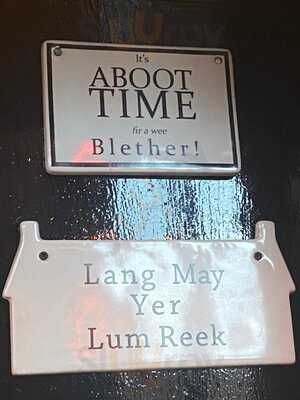 It's
ABOOT
TIME
fir a wee
Blether!
Lang May
Yer
Lum Reek